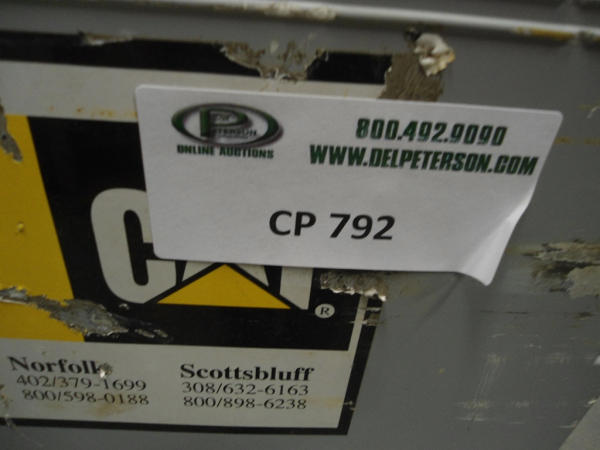 PETERSON
ONLINE AUCTIONS
800.492.9090
WWW.DELPETERSON.COM
CP 792
CAT
®
Norfolk
402/379-1699
800/598-0188
Scottsbluff
308/632-6163
800/898-6238